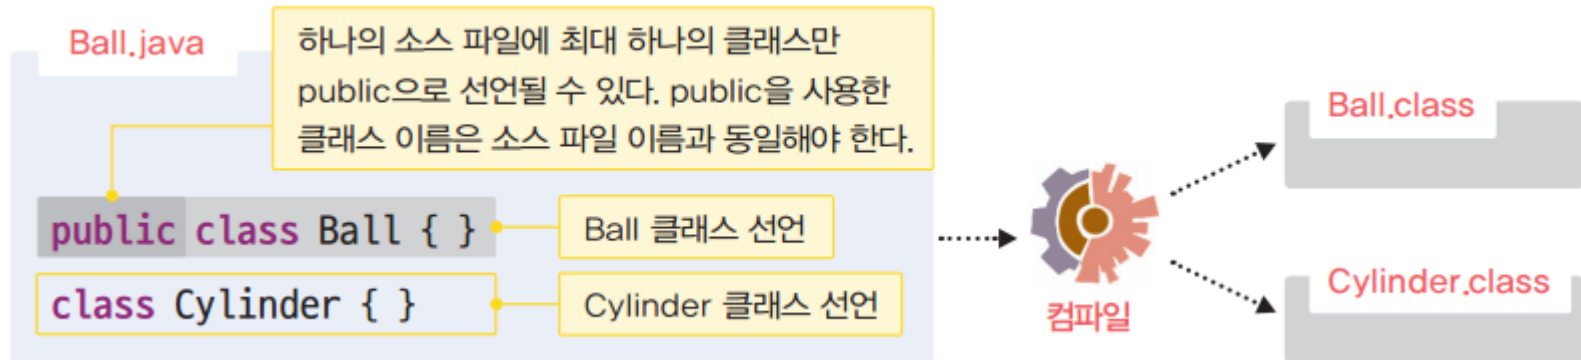 Ball.java
하나의 소스 파일에 최대 하나의 클래스만
public으로 선언될 수 있다. public을 사용한
클래스 이름은 소스 파일 이름과 동일해야 한다.
public class Ball { }
Ball 클래스 선언
class Cylinder { }
Cylinder 클래스 선언
컴파일
Ball.class
Cylinder.class